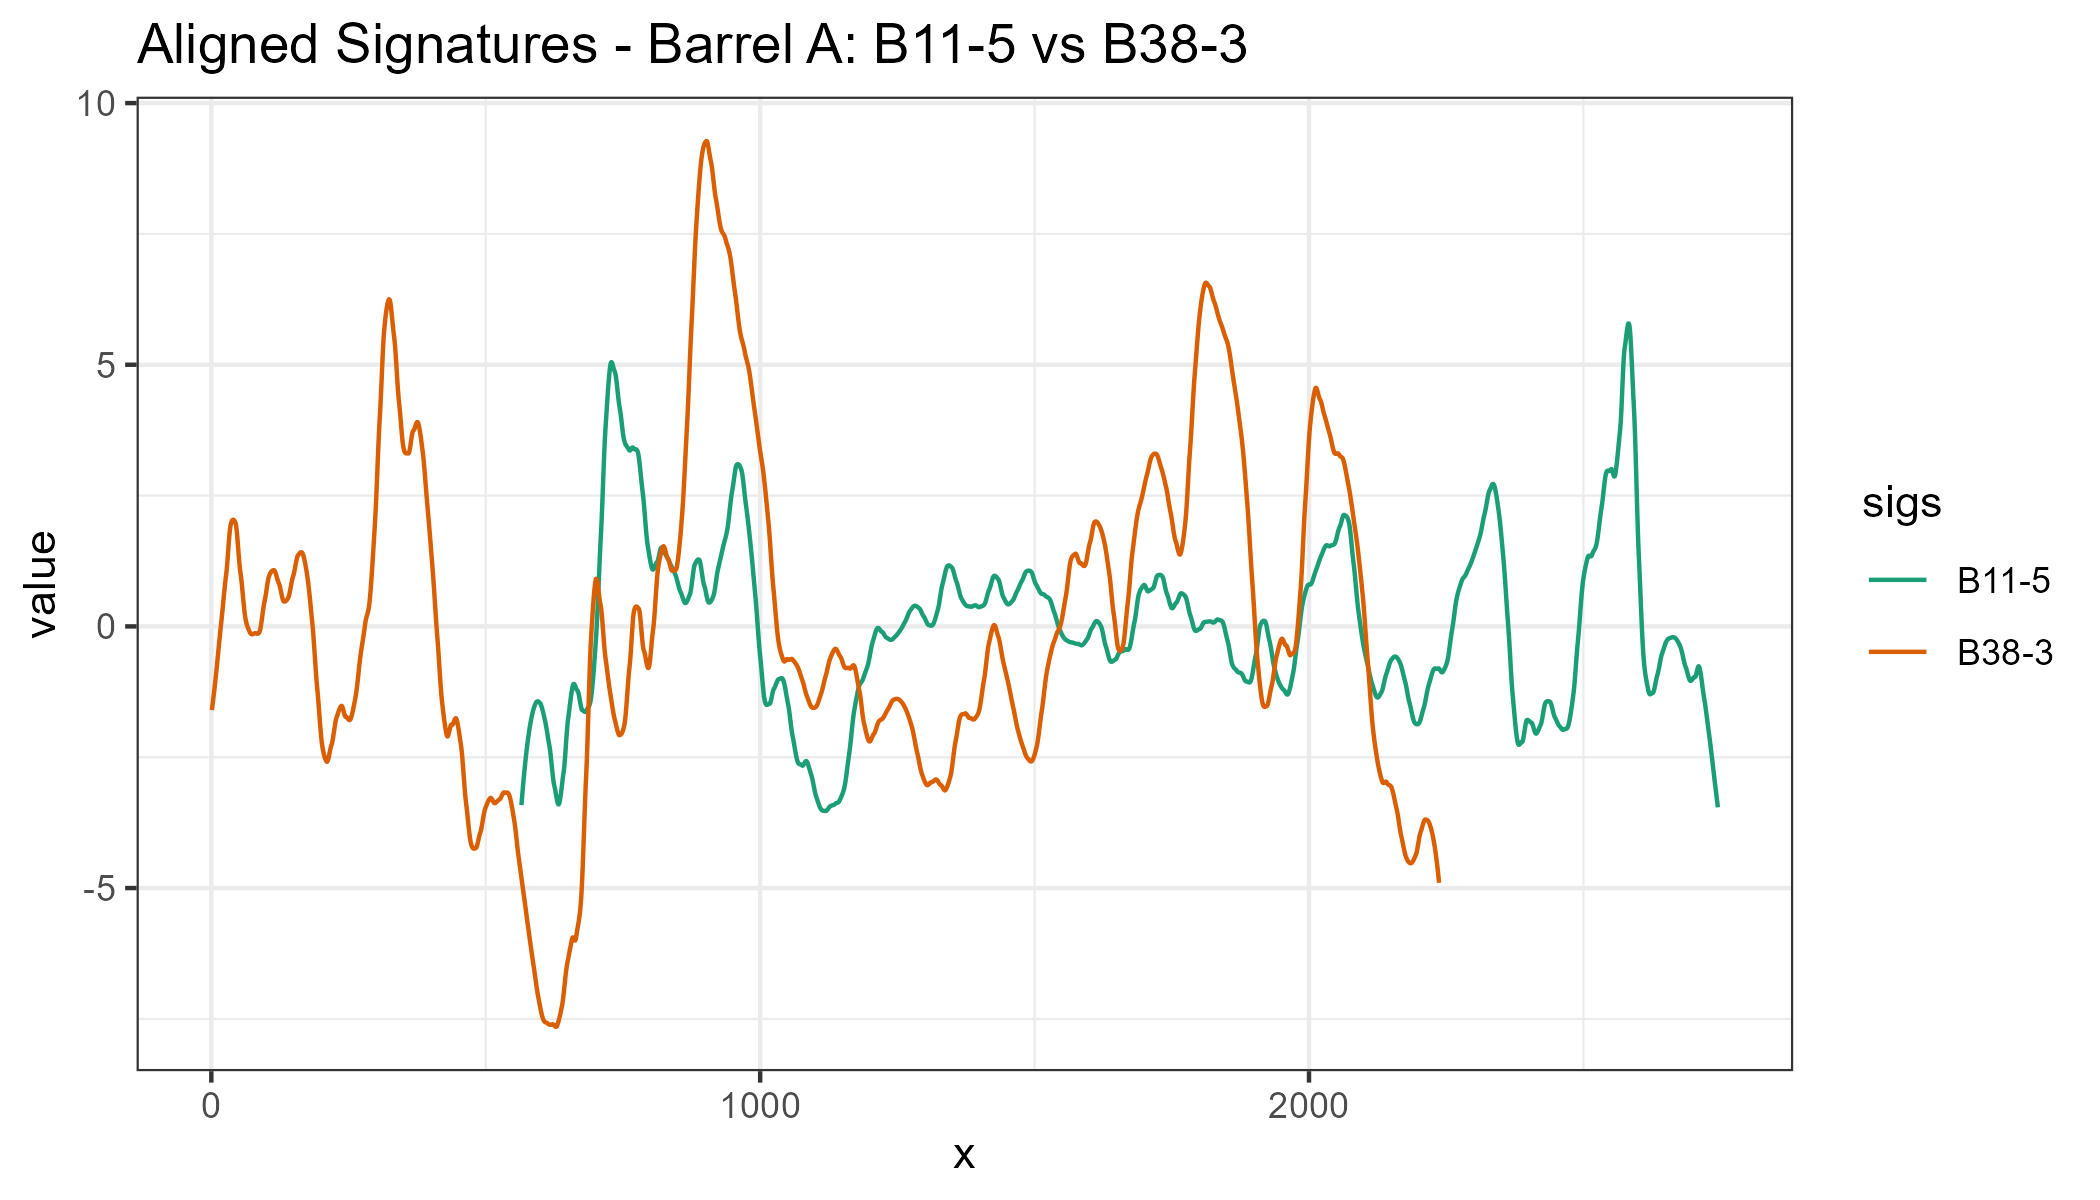 Aligned Signatures - Barrel A: B11-5 vs B38-3
10
5
0
-5
value
0
1000
2000
x
sigs
B11-5
B38-3